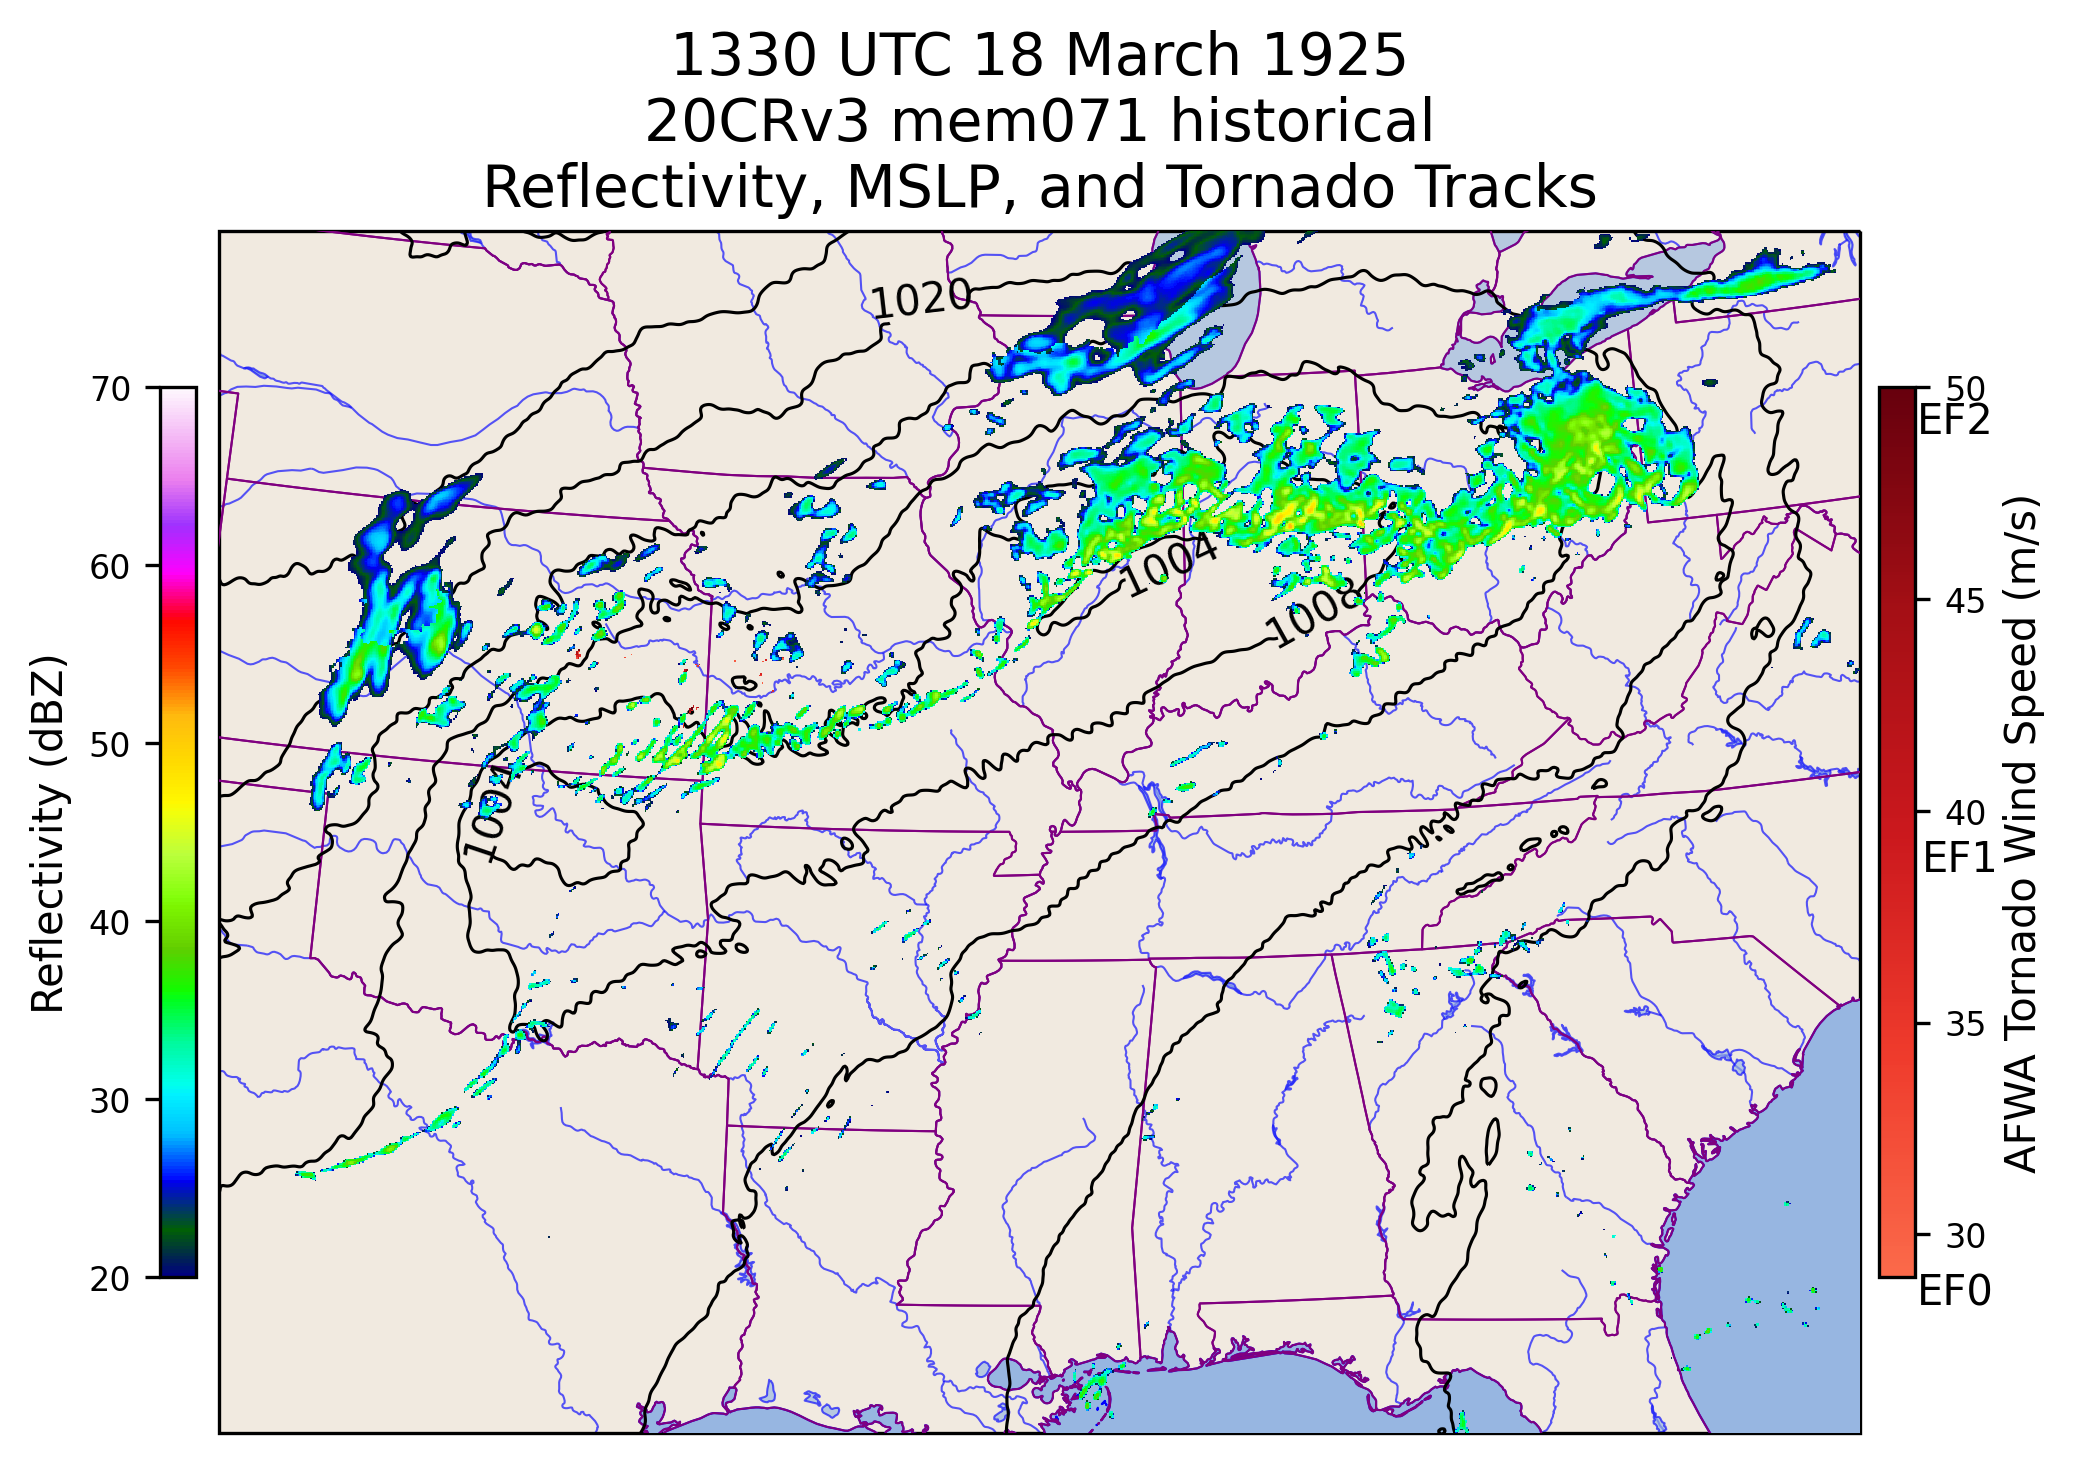 1330 UTC 18 March 1925
20CRv3 mem071 historical
Reflectivity, MSLP, and Tornado Tracks
1020
1004
1008
1004
Reflectivity (dBZ)
70
60
50
40
30
20
50
EF2
45
40
EF1
35
30
EF0
AFWA Tornado Wind Speed (m/s)